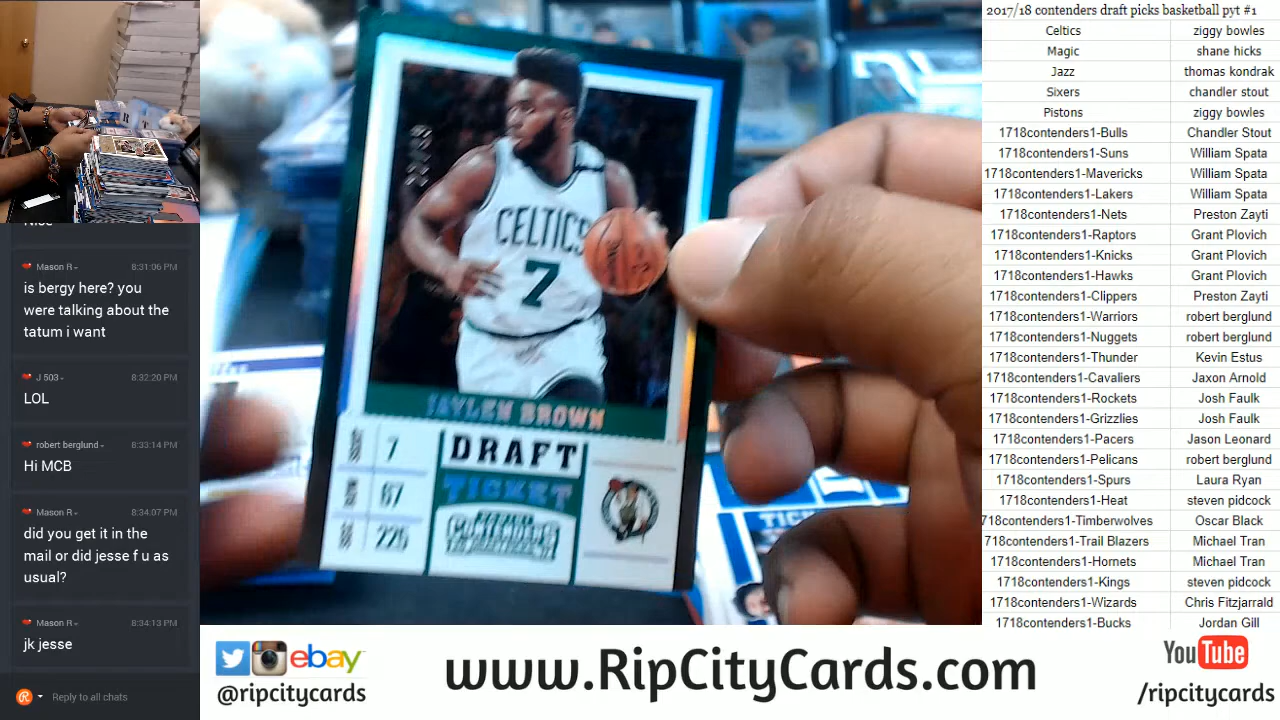 Mason R
8:31:06 PM
is bergy here? you
were talking about the
tatum i want
J 503
8:32:20 PM
LOL
robert berglund
8:33:14 PM
Hi MCB
Mason R
8:34:07 PM
did you get it in the
mail or did jesse f u as
usual?
Mason R
8:34:13 PM
jk jesse
Reply to all chats
CELTICS
7
JAYLEN BROWN
7
DRAFT
TICKET
67
225
2017/18 contenders draft picks basketball pyt #1
Celtics ziggy bowles
Magic shane hicks
Jazz thomas kondrak
Sixers chandler stout
Pistons ziggy bowles
1718contenders1-Bulls Chandler Stout
1718contenders1-Suns William Spata
1718contenders1-Mavericks William Spata
1718contenders1-Lakers William Spata
1718contenders1-Nets Preston Zayti
1718contenders1-Raptors Grant Plovich
1718contenders1-Knicks Grant Plovich
1718contenders1-Hawks Grant Plovich
1718contenders1-Clippers Preston Zayti
1718contenders1-Warriors robert berglund
1718contenders1-Nuggets robert berglund
1718contenders1-Thunder Kevin Estus
1718contenders1-Cavaliers Jaxon Arnold
1718contenders1-Rockets Josh Faulk
1718contenders1-Grizzlies Josh Faulk
1718contenders1-Pacers Jason Leonard
1718contenders1-Pelicans robert berglund
1718contenders1-Spurs Laura Ryan
1718contenders1-Heat steven pidcock
718contenders1-Timberwolves Oscar Black
718contenders1-Trail Blazers Michael Tran
1718contenders1-Hornets Michael Tran
1718contenders1-Kings steven pidcock
1718contenders1-Wizards Chris Fitzjarrald
1718contenders1-Bucks Jordan Gill
ebay
@ripcitycards
www.RipCityCards.com
YouTube
/ripcitycards